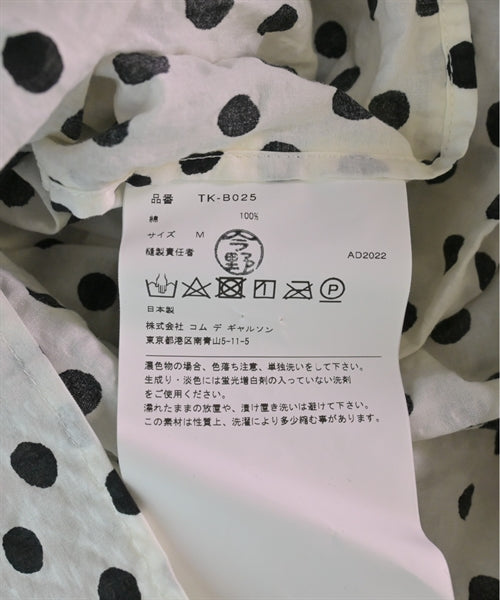 品番 TK-B025
綿 100%
サイズ M
縫製責任者 今野 AD2022
P
日本製
株式会社 コム デ ギャルソン
東京都港区南青山5-11-5
濃色物の場合、色落ち注意、単独洗いをして下さい。
生成り・淡色には蛍光増白剤の入っていない洗剤
をご使用ください。
濡れたままの放置や、漬け置き洗いは避けて下さい。
この素材は性質上、洗濯により多少縮む事があります。